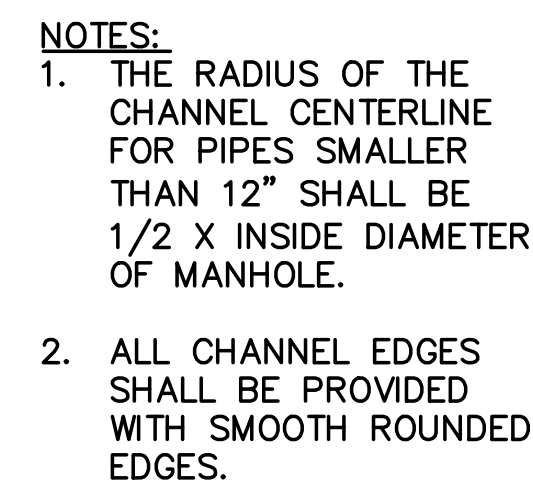 NOTES:
1. THE RADIUS OF THE
CHANNEL CENTERLINE
FOR PIPES SMALLER
THAN 12” SHALL BE
1/2 X INSIDE DIAMETER
OF MANHOLE.
2. ALL CHANNEL EDGES
SHALL BE PROVIDED
WITH SMOOTH ROUNDED
EDGES.